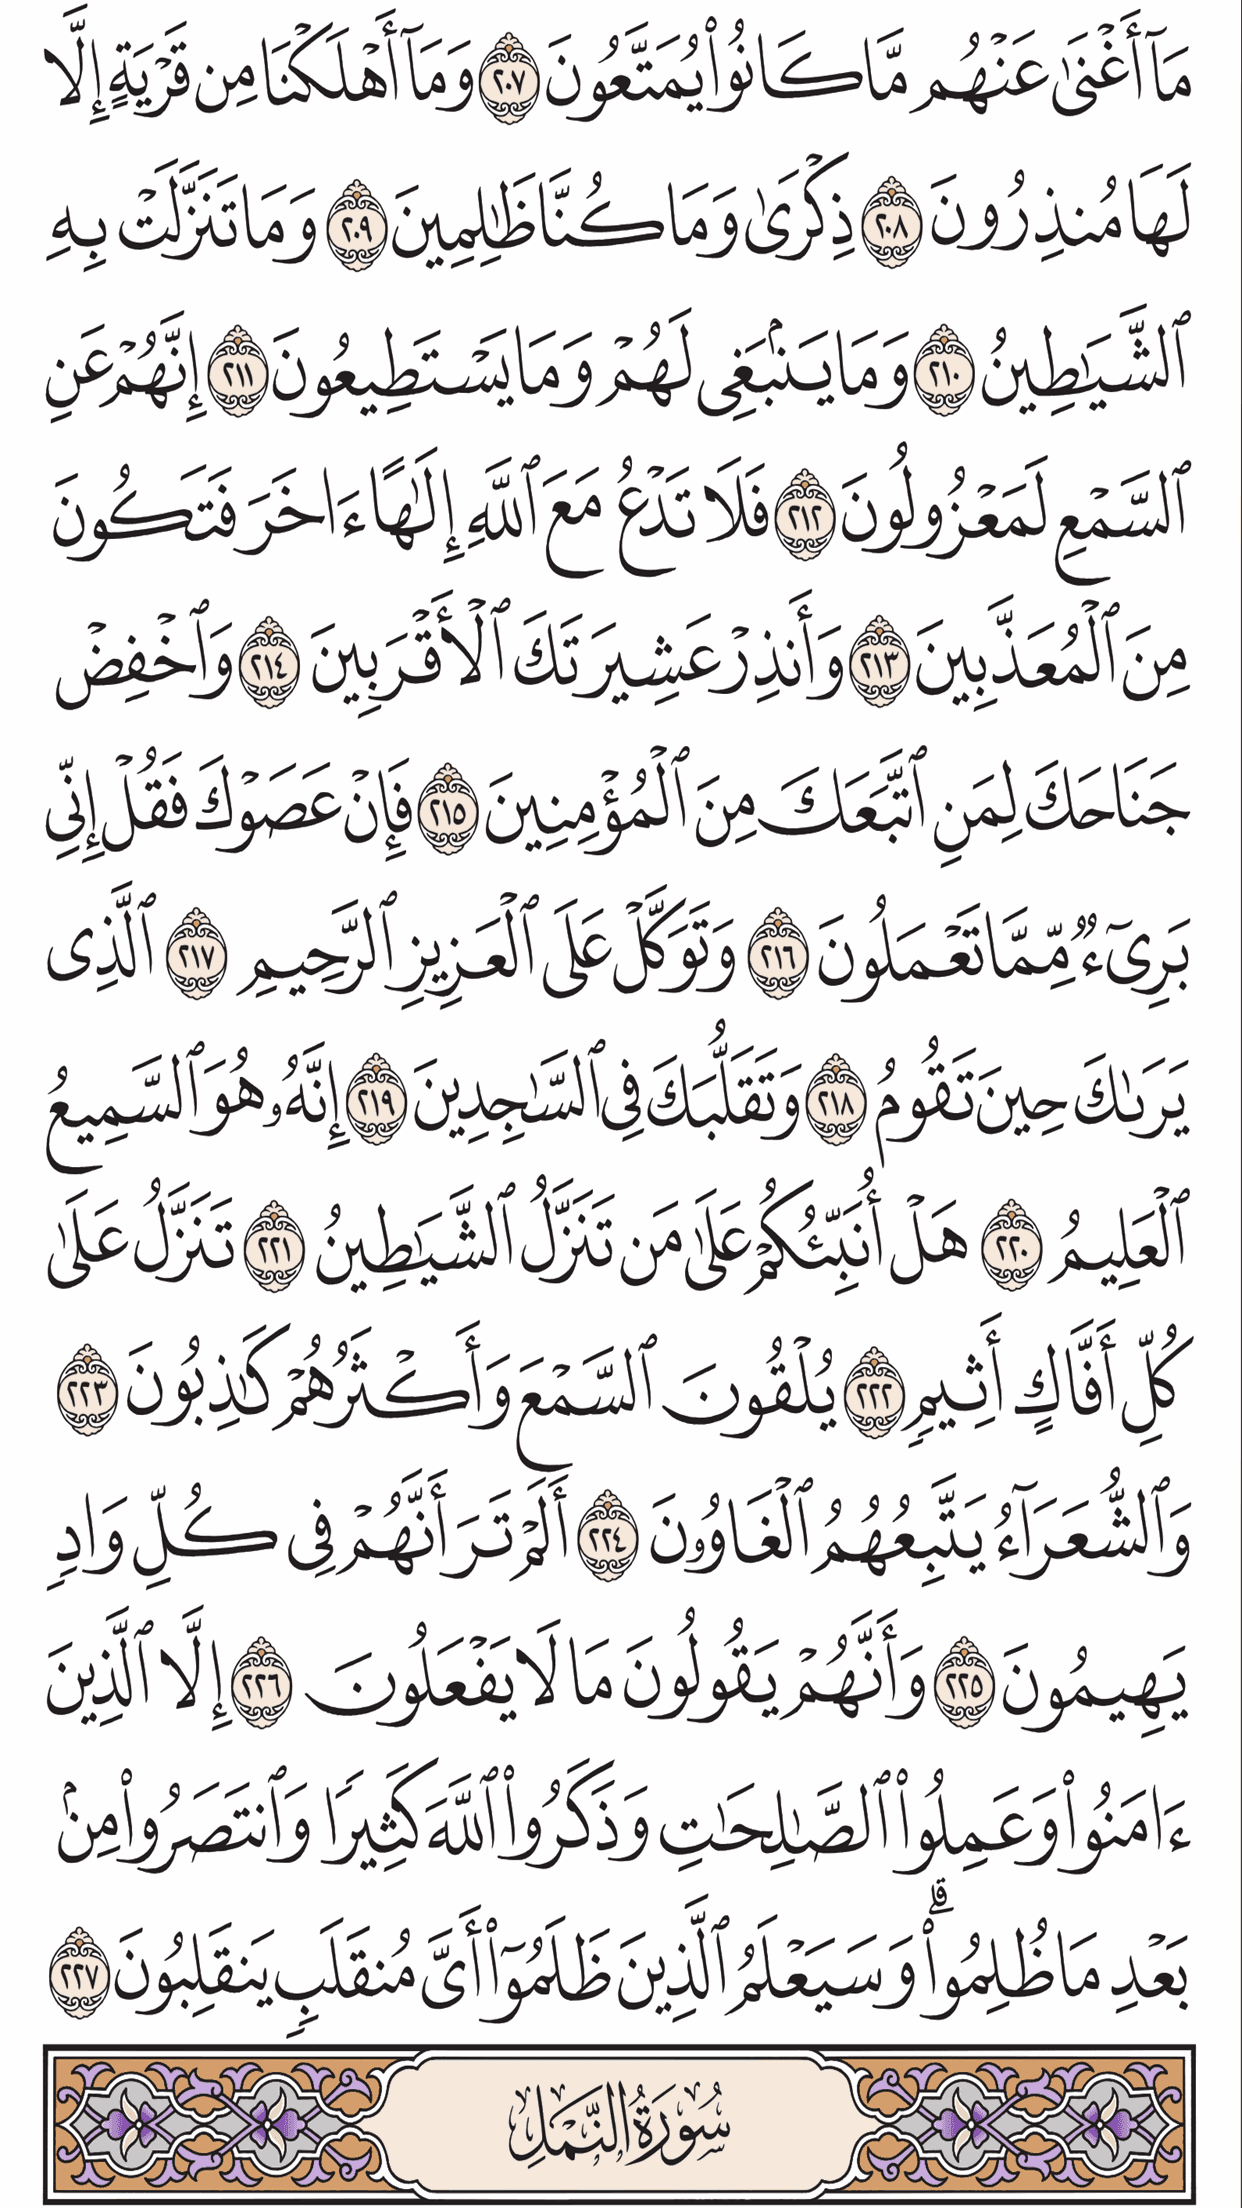 مَآ أَغْنَىٰ عَنْهُم مَّا كَانُوا۟ يُمَتَّعُونَ ٢٠٧ وَمَآ أَهْلَكْنَا مِن قَرْيَةٍ إِلَّا
لَهَا مُنذِرُونَ ٢٠٨ ذِكْرَىٰ وَمَا كُنَّا ظَٰلِمِينَ ٢٠٩ وَمَا تَنَزَّلَتْ بِهِ
ٱلشَّيَٰطِينُ ٢١٠ وَمَا يَنۢبَغِى لَهُمْ وَمَا يَسْتَطِيعُونَ ٢١١ إِنَّهُمْ عَنِ
ٱلسَّمْعِ لَمَعْزُولُونَ ٢١٢ فَلَا تَدْعُ مَعَ ٱللَّهِ إِلَٰهًا ءَاخَرَ فَتَكُونَ
مِنَ ٱلْمُعَذَّبِينَ ٢١٣ وَأَنذِرْ عَشِيرَتَكَ ٱلْأَقْرَبِينَ ٢١٤ وَٱخْفِضْ
جَنَاحَكَ لِمَنِ ٱتَّبَعَكَ مِنَ ٱلْمُؤْمِنِينَ ٢١٥ فَإِنْ عَصَوْكَ فَقُلْ إِنِّى
بَرِىٓءٌ مِّمَّا تَعْمَلُونَ ٢١٦ وَتَوَكَّلْ عَلَى ٱلْعَزِيزِ ٱلرَّحِيمِ ٢١٧ ٱلَّذِى
يَرَىٰكَ حِينَ تَقُومُ ٢١٨ وَتَقَلُّبَكَ فِى ٱلسَّٰجِدِينَ ٢١٩ إِنَّهُۥ هُوَ ٱلسَّمِيعُ
ٱلْعَلِيمُ ٢٢٠ هَلْ أُنَبِّئُكُمْ عَلَىٰ مَن تَنَزَّلُ ٱلشَّيَٰطِينُ ٢٢١ تَنَزَّلُ عَلَىٰ
كُلِّ أَفَّاكٍ أَثِيمٍ ٢٢٢ يُلْقُونَ ٱلسَّمْعَ وَأَكْثَرُهُمْ كَٰذِبُونَ ٢٢٣
وَٱلشُّعَرَآءُ يَتَّبِعُهُمُ ٱلْغَاوُۥنَ ٢٢٤ أَلَمْ تَرَ أَنَّهُمْ فِى كُلِّ وَادٍ
يَهِيمُونَ ٢٢٥ وَأَنَّهُمْ يَقُولُونَ مَا لَا يَفْعَلُونَ ٢٢٦ إِلَّا ٱلَّذِينَ
ءَامَنُوا۟ وَعَمِلُوا۟ ٱلصَّٰلِحَٰتِ وَذَكَرُوا۟ ٱللَّهَ كَثِيرًا وَٱنتَصَرُوا۟ مِنۢ
بَعْدِ مَا ظُلِمُوا۟ ۗ وَسَيَعْلَمُ ٱلَّذِينَ ظَلَمُوٓا۟ أَىَّ مُنقَلَبٍ يَنقَلِبُونَ ٢٢٧
سُورَةُ النَّمْلِ